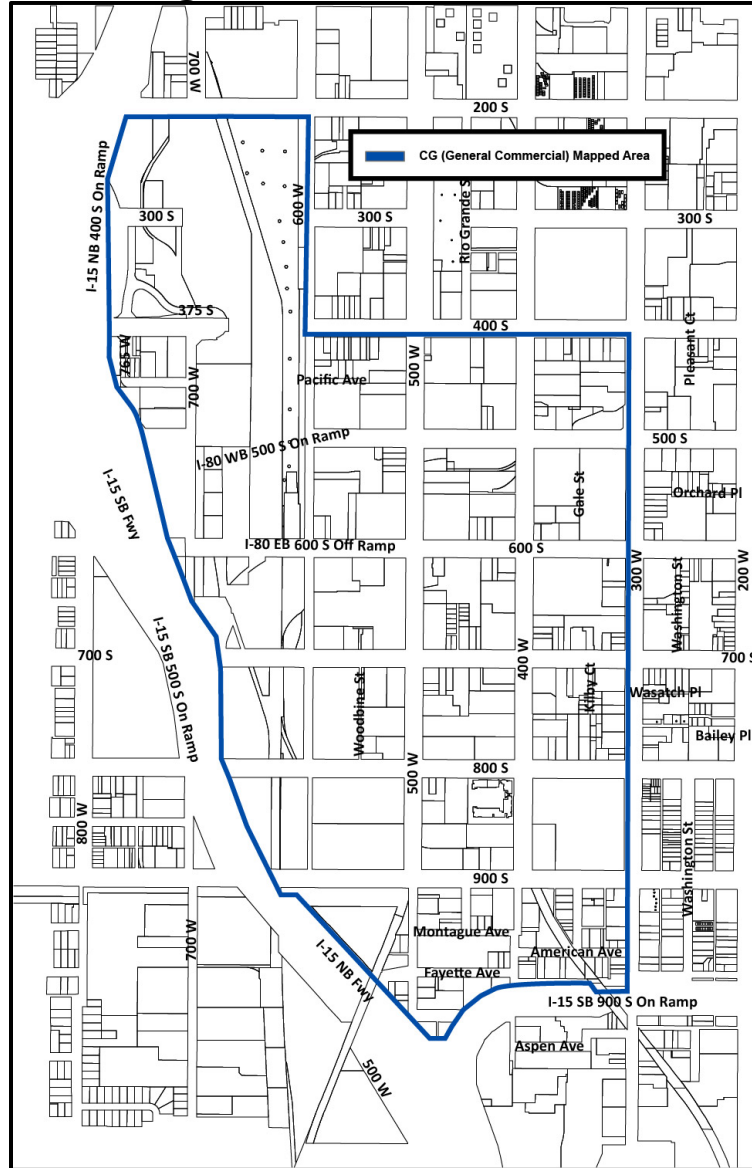 700 W
200 S
CG (General Commercial) Mapped Area
I-15 NB 400 S On Ramp
600 W
Rio Grande S
300 S
300 S
300 S
375 S
400 S
765 W
700 W
Pacific Ave
500 W
Pleasant Ct
500 S
I-80 WB 500 S On Ramp
I-15 SB Fwy
Gale St
Orchard Pl
I-80 EB 600 S Off Ramp
600 S
300 W
200 W
Washington St
I-15 SB 500 S On Ramp
700 S
700 S
400 W
Woodbine St
Kilby Ct
Wasatch Pl
Bailey Pl
500 W
800 S
800 W
900 S
Washington St
700 W
Montague Ave
American Ave
I-15 NB Fwy
Fayette Ave
I-15 SB 900 S On Ramp
Aspen Ave
500 W